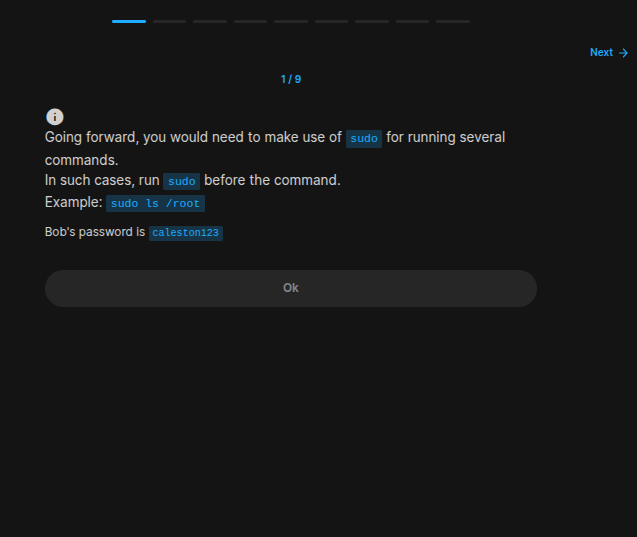 Next →
1 / 9
Going forward, you would need to make use of sudo for running several
commands.
In such cases, run sudo before the command.
Example: sudo ls /root
Bob's password is caleston123
Ok